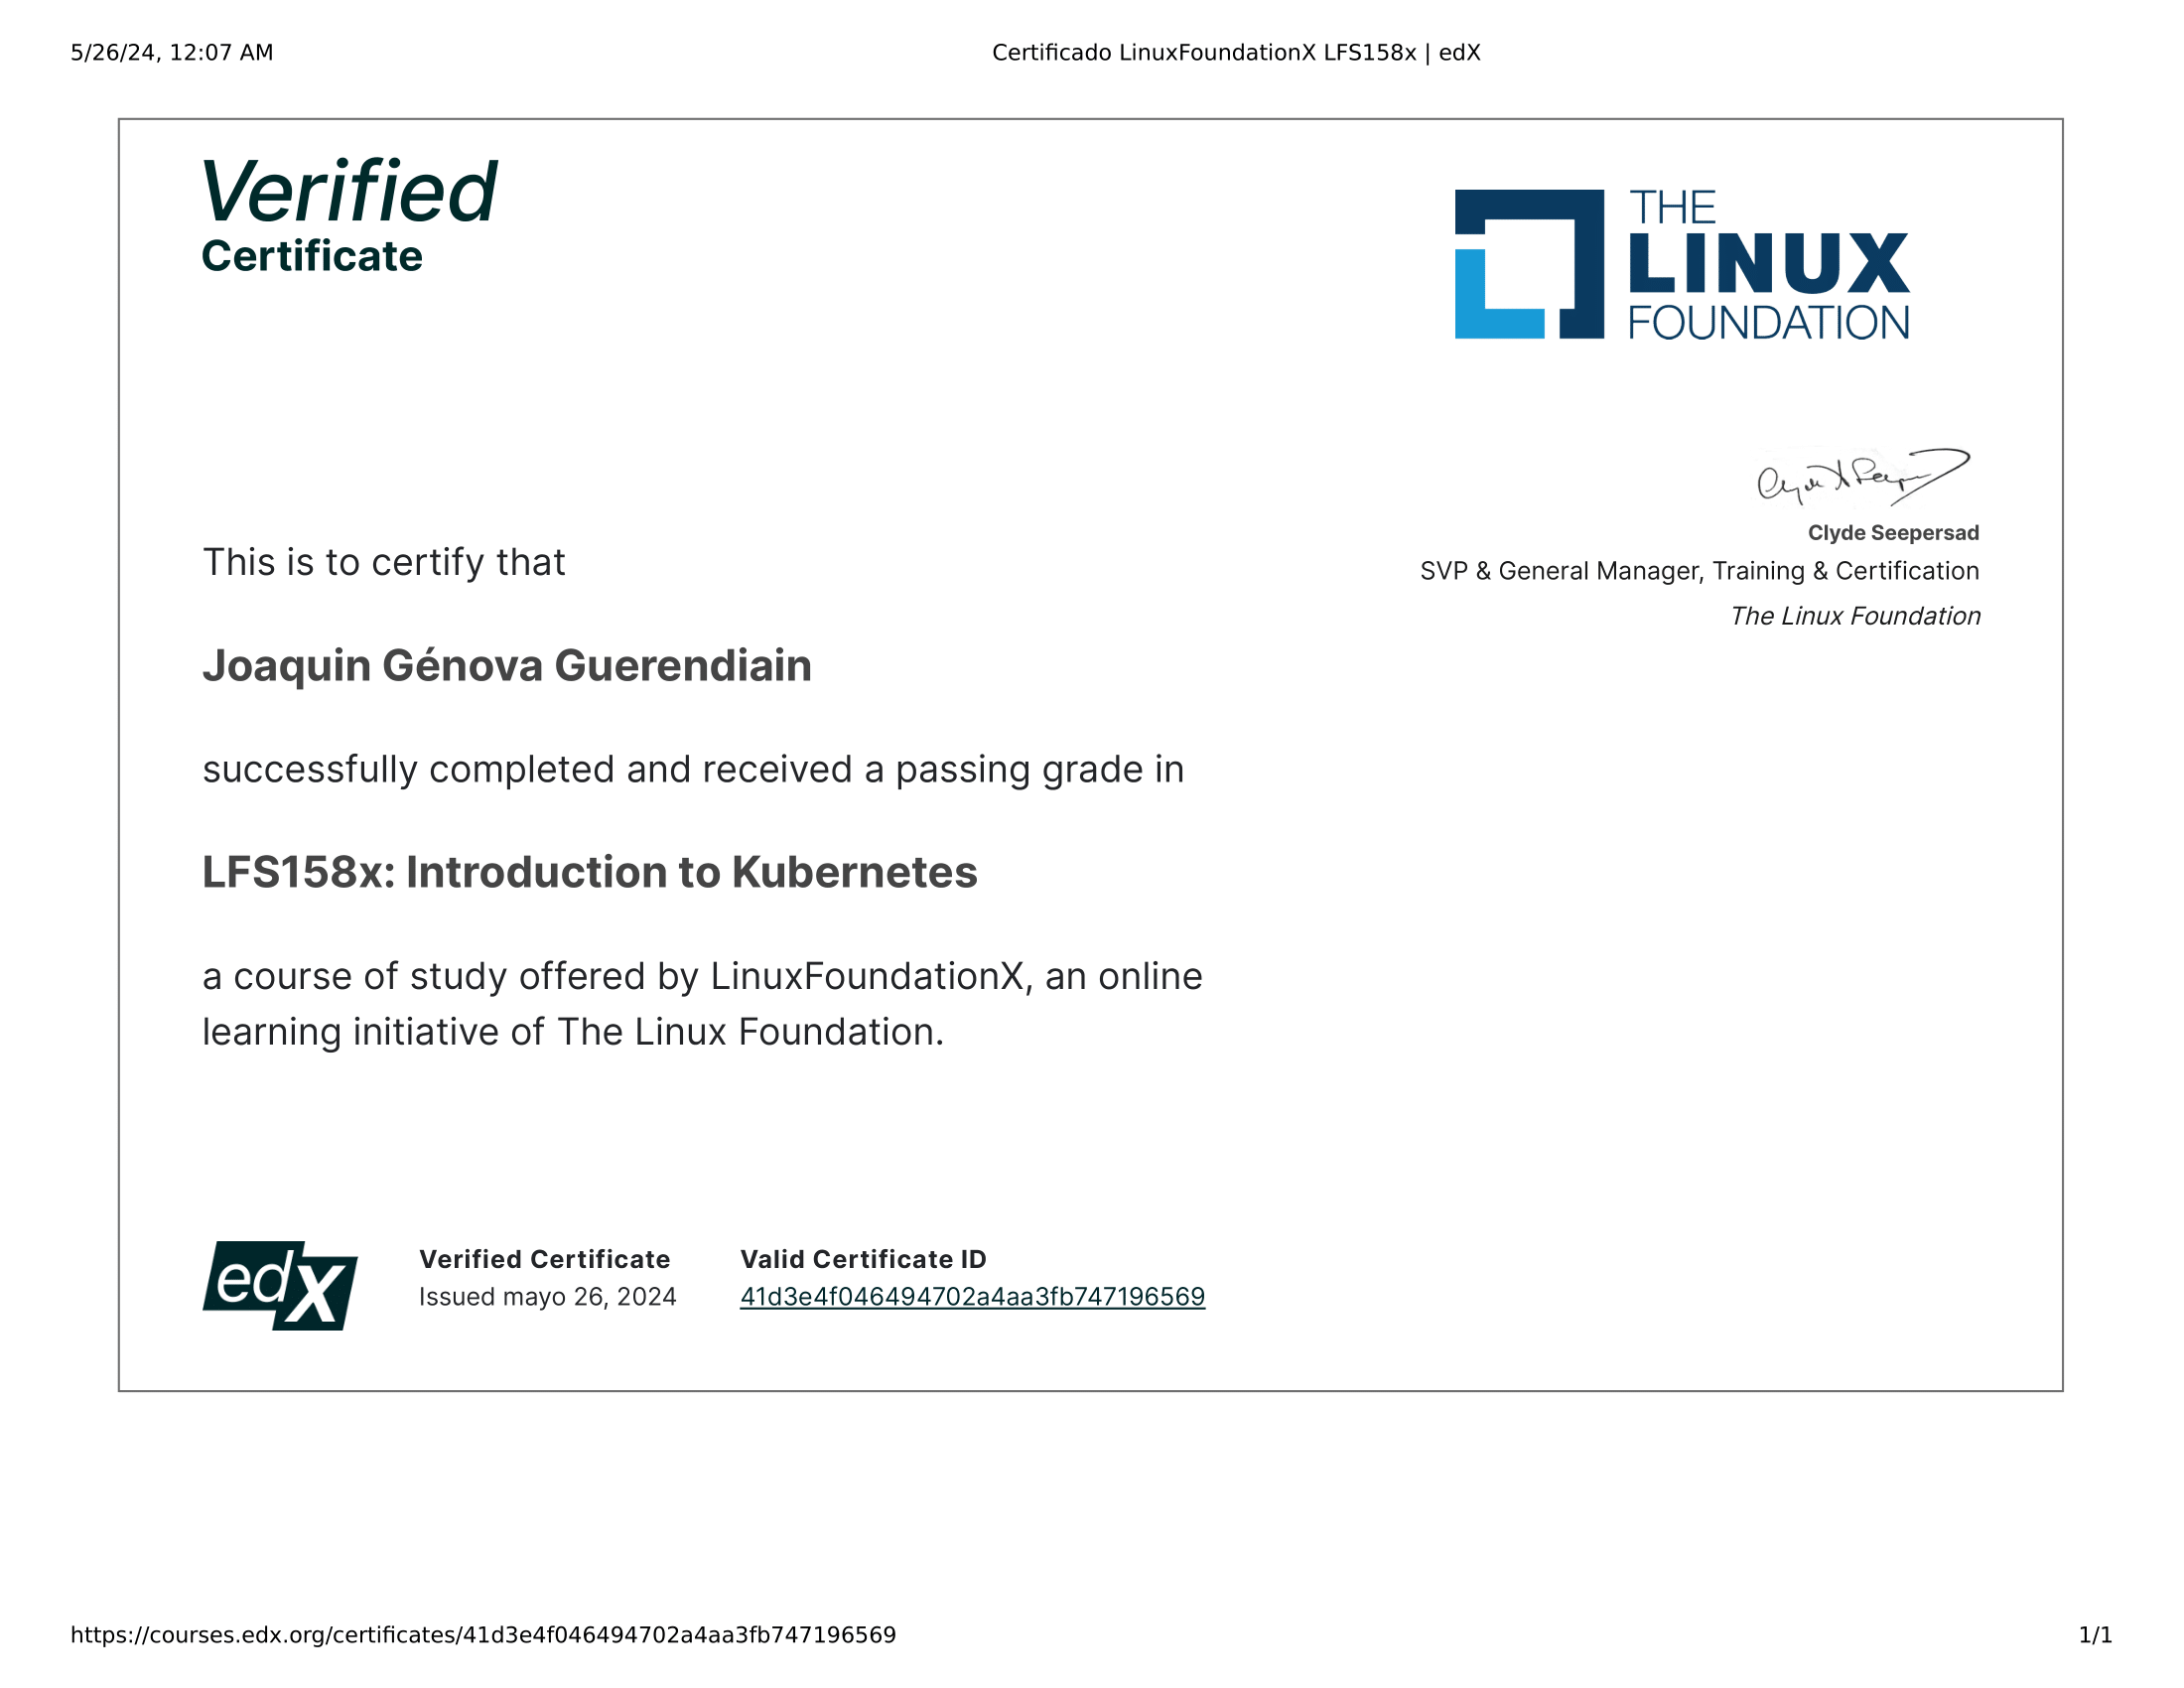 5/26/24, 12:07 AM
Certificado LinuxFoundationX LFS158x | edX
Verified
Certificate
THE
LINUX
FOUNDATION
Clyde Seepersad
SVP & General Manager, Training & Certification
The Linux Foundation
This is to certify that
Joaquin Génova Guerendiain
successfully completed and received a passing grade in
LFS158x: Introduction to Kubernetes
a course of study offered by LinuxFoundationX, an online
learning initiative of The Linux Foundation.
edX
Verified Certificate
Issued mayo 26, 2024
Valid Certificate ID
41d3e4f046494702a4aa3fb747196569
https://courses.edx.org/certificates/41d3e4f046494702a4aa3fb747196569
1/1